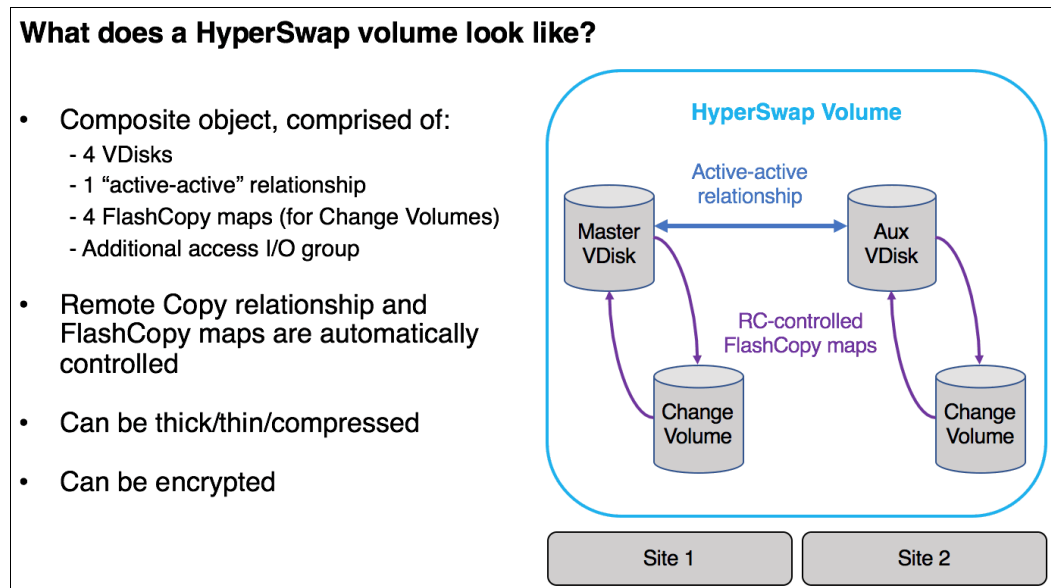 What does a HyperSwap volume look like?
• Composite object, comprised of:
- 4 VDisks
- 1 “active-active” relationship
- 4 FlashCopy maps (for Change Volumes)
- Additional access I/O group
• Remote Copy relationship and
FlashCopy maps are automatically
controlled
• Can be thick/thin/compressed
• Can be encrypted
HyperSwap Volume
Active-active
relationship
Master
VDisk
Aux
VDisk
RC-controlled
FlashCopy maps
Change
Volume
Change
Volume
Site 1
Site 2